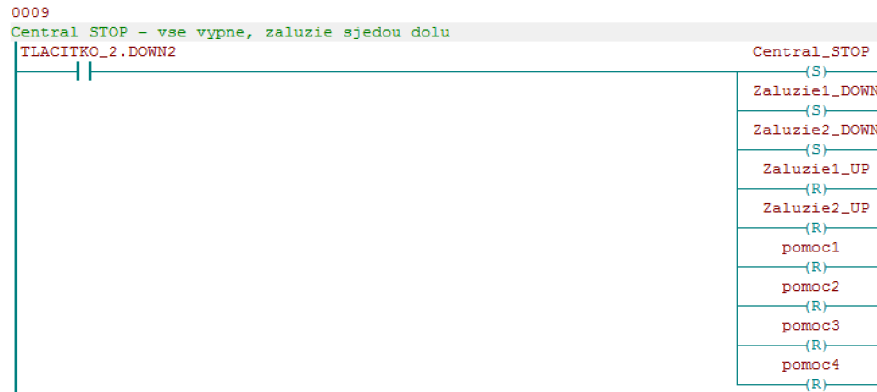 0009
Central STOP - vse vypne, zaluzie sjedou dolu
TLACITKO_2.DOWN2
Central_STOP
(S)
Zaluzie1_DOWN
(S)
Zaluzie2_DOWN
(S)
Zaluzie1_UP
(R)
Zaluzie2_UP
(R)
pomoc1
(R)
pomoc2
(R)
pomoc3
(R)
pomoc4
(R)